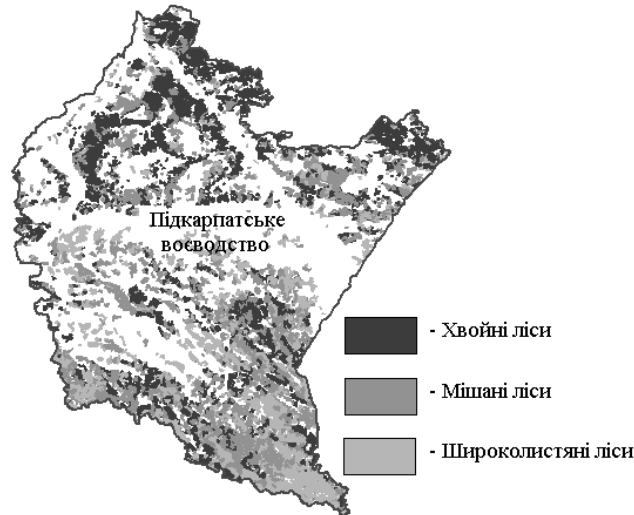 Підкарпатське
воєводство
- Хвойні ліси
- Мішані ліси
- Широколистяні ліси